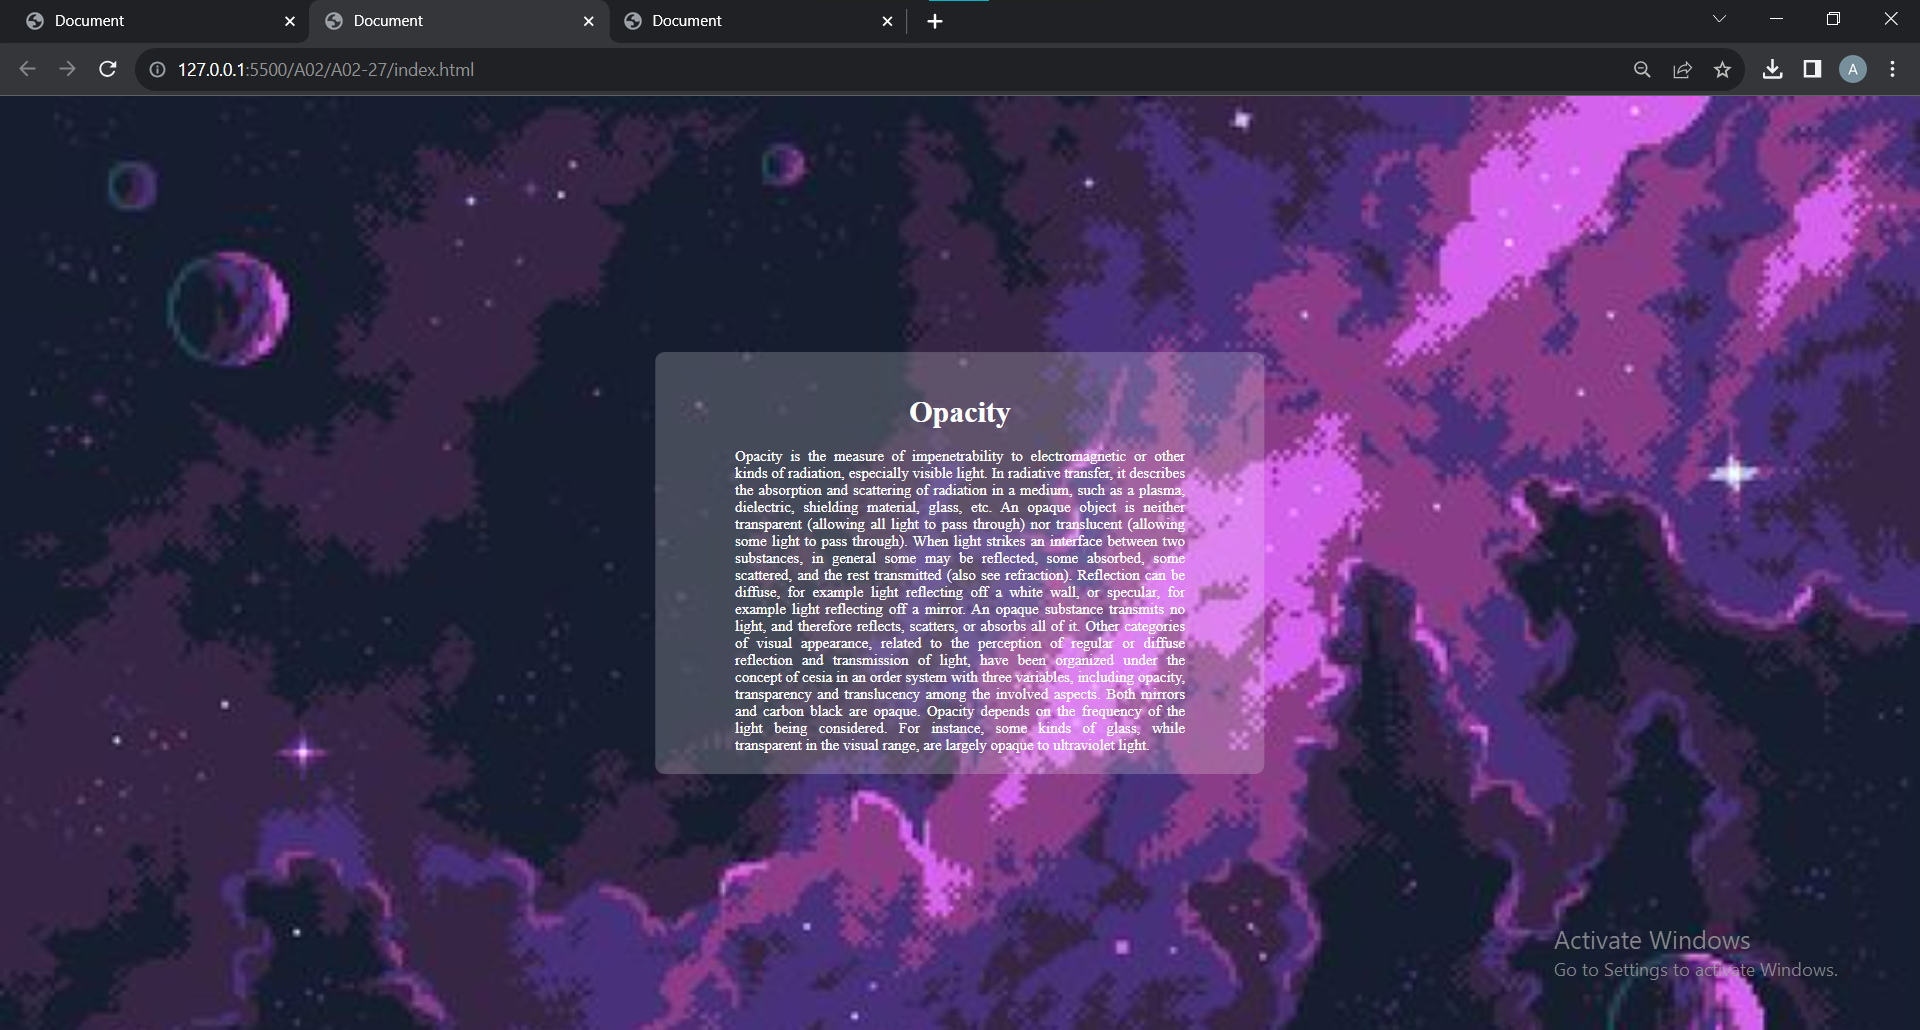 Document
Document
Document
127.0.0.1:5500/A02/A02-27/index.html
A
Opacity
Opacity is the measure of impenetrability to electromagnetic or other
kinds of radiation, especially visible light. In radiative transfer, it describes
the absorption and scattering of radiation in a medium, such as a plasma,
dielectric, shielding material, glass, etc. An opaque object is neither
transparent (allowing all light to pass through) nor translucent (allowing
some light to pass through). When light strikes an interface between two
substances, in general some may be reflected, some absorbed, some
scattered, and the rest transmitted (also see refraction). Reflection can be
diffuse, for example light reflecting off a white wall, or specular, for
example light reflecting off a mirror. An opaque substance transmits no
light, and therefore reflects, scatters, or absorbs all of it. Other categories
of visual appearance, related to the perception of regular or diffuse
reflection and transmission of light, have been organized under the
concept of cesia in an order system with three variables, including opacity,
transparency and translucency among the involved aspects. Both mirrors
and carbon black are opaque. Opacity depends on the frequency of the
light being considered. For instance, some kinds of glass, while
transparent in the visual range, are largely opaque to ultraviolet light.
Activate Windows
Go to Settings to activate Windows.